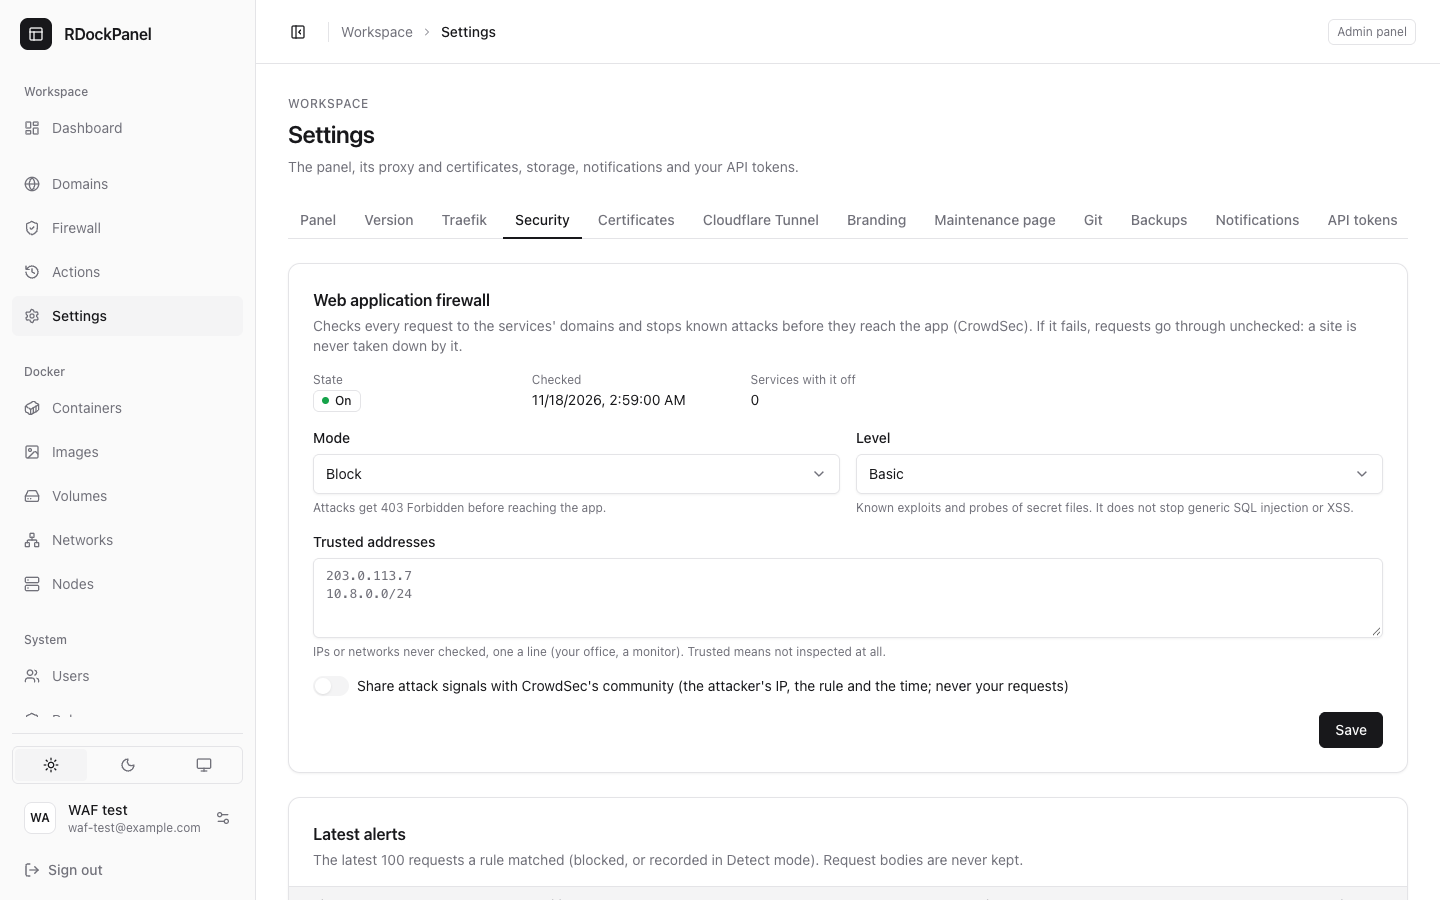 RDockPanel
Workspace
Dashboard
Domains
Firewall
Actions
Settings
Docker
Containers
Images
Volumes
Networks
Nodes
System
Users
WA
WAF test
waf-test@example.com
Sign out
Workspace
Settings
Admin panel
WORKSPACE
Settings
The panel, its proxy and certificates, storage, notifications and your API tokens.
Panel
Version
Traefik
Security
Certificates
Cloudflare Tunnel
Branding
Maintenance page
Git
Backups
Notifications
API tokens
Web application firewall
Checks every request to the services' domains and stops known attacks before they reach the app (CrowdSec). If it fails, requests go through unchecked: a site is
never taken down by it.
State
Checked
Services with it off
On
11/18/2026, 2:59:00 AM
0
Mode
Level
Block
Basic
Attacks get 403 Forbidden before reaching the app.
Known exploits and probes of secret files. It does not stop generic SQL injection or XSS.
Trusted addresses
203.0.113.7
10.8.0.0/24
IPs or networks never checked, one a line (your office, a monitor). Trusted means not inspected at all.
Share attack signals with CrowdSec's community (the attacker's IP, the rule and the time; never your requests)
Save
Latest alerts
The latest 100 requests a rule matched (blocked, or recorded in Detect mode). Request bodies are never kept.